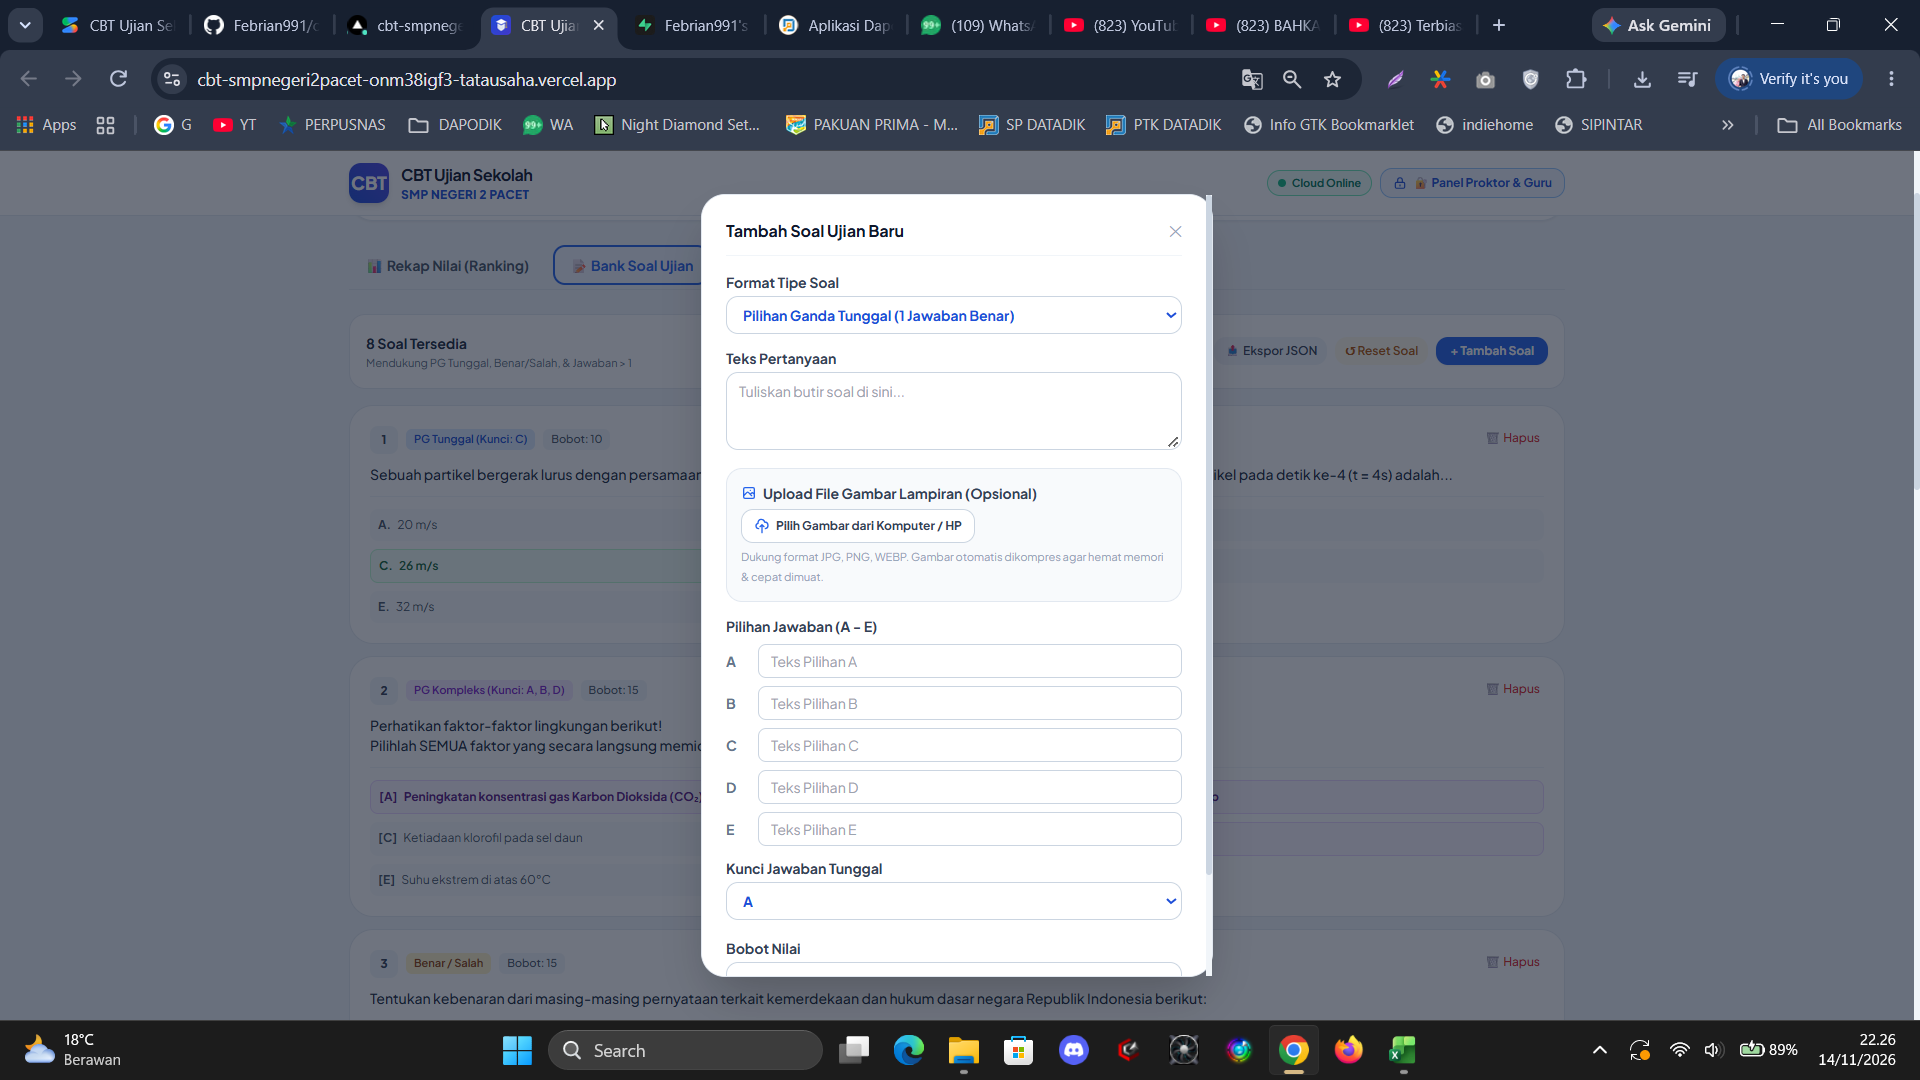 CBT Ujian Se
Febrian991/c
cbt-smpnege
CBT Ujia
Febrian991's
Aplikasi Dap
(109) Whats
(823) YouTu
(823) BAHKA
(823) Terbias
Ask Gemini
cbt-smpnegeri2pacet-onm38igf3-tatausaha.vercel.app
Verify it's you
Apps
G
YT
PERPUSNAS
DAPODIK
WA
Night Diamond Set...
PAKUAN PRIMA - M...
SP DATADIK
PTK DATADIK
Info GTK Bookmarklet
indiehome
SIPINTAR
All Bookmarks
CBT
CBT Ujian Sekolah
SMP NEGERI 2 PACET
Cloud Online
Panel Proktor & Guru
Rekap Nilai (Ranking)
Bank Soal Ujian
8 Soal Tersedia
Mendukung PG Tunggal, Benar/Salah, & Jawaban > 1
Ekspor JSON
Reset Soal
+ Tambah Soal
1
PG Tunggal (Kunci: C)
Bobot: 10
Hapus
Sebuah partikel bergerak lurus dengan persamaan
ikel pada detik ke-4 (t = 4s) adalah...
A. 20 m/s
C. 26 m/s
E. 32 m/s
2
PG Kompleks (Kunci: A, B, D)
Bobot: 15
Hapus
Perhatikan faktor-faktor lingkungan berikut!
Pilihlah SEMUA faktor yang secara langsung
[A] Peningkatan konsentrasi gas Karbon Dioksida (CO₂)
[C] Ketiadaan klorofil pada sel daun
[E] Suhu ekstrem di atas 60°C
3
Benar / Salah
Bobot: 15
Hapus
Tentukan kebenaran dari masing-masing pernyataan terkait kemerdekaan dan hukum dasar negara Republik Indonesia berikut:
Tambah Soal Ujian Baru
Format Tipe Soal
Pilihan Ganda Tunggal (1 Jawaban Benar)
Teks Pertanyaan
Tuliskan butir soal di sini...
Upload File Gambar Lampiran (Opsional)
Pilih Gambar dari Komputer / HP
Dukung format JPG, PNG, WEBP. Gambar otomatis dikompres agar hemat memori
& cepat dimuat.
Pilihan Jawaban (A - E)
A Teks Pilihan A
B Teks Pilihan B
C Teks Pilihan C
D Teks Pilihan D
E Teks Pilihan E
Kunci Jawaban Tunggal
A
Bobot Nilai
18°C
Berawan
Search
89%
22.26
14/11/2026